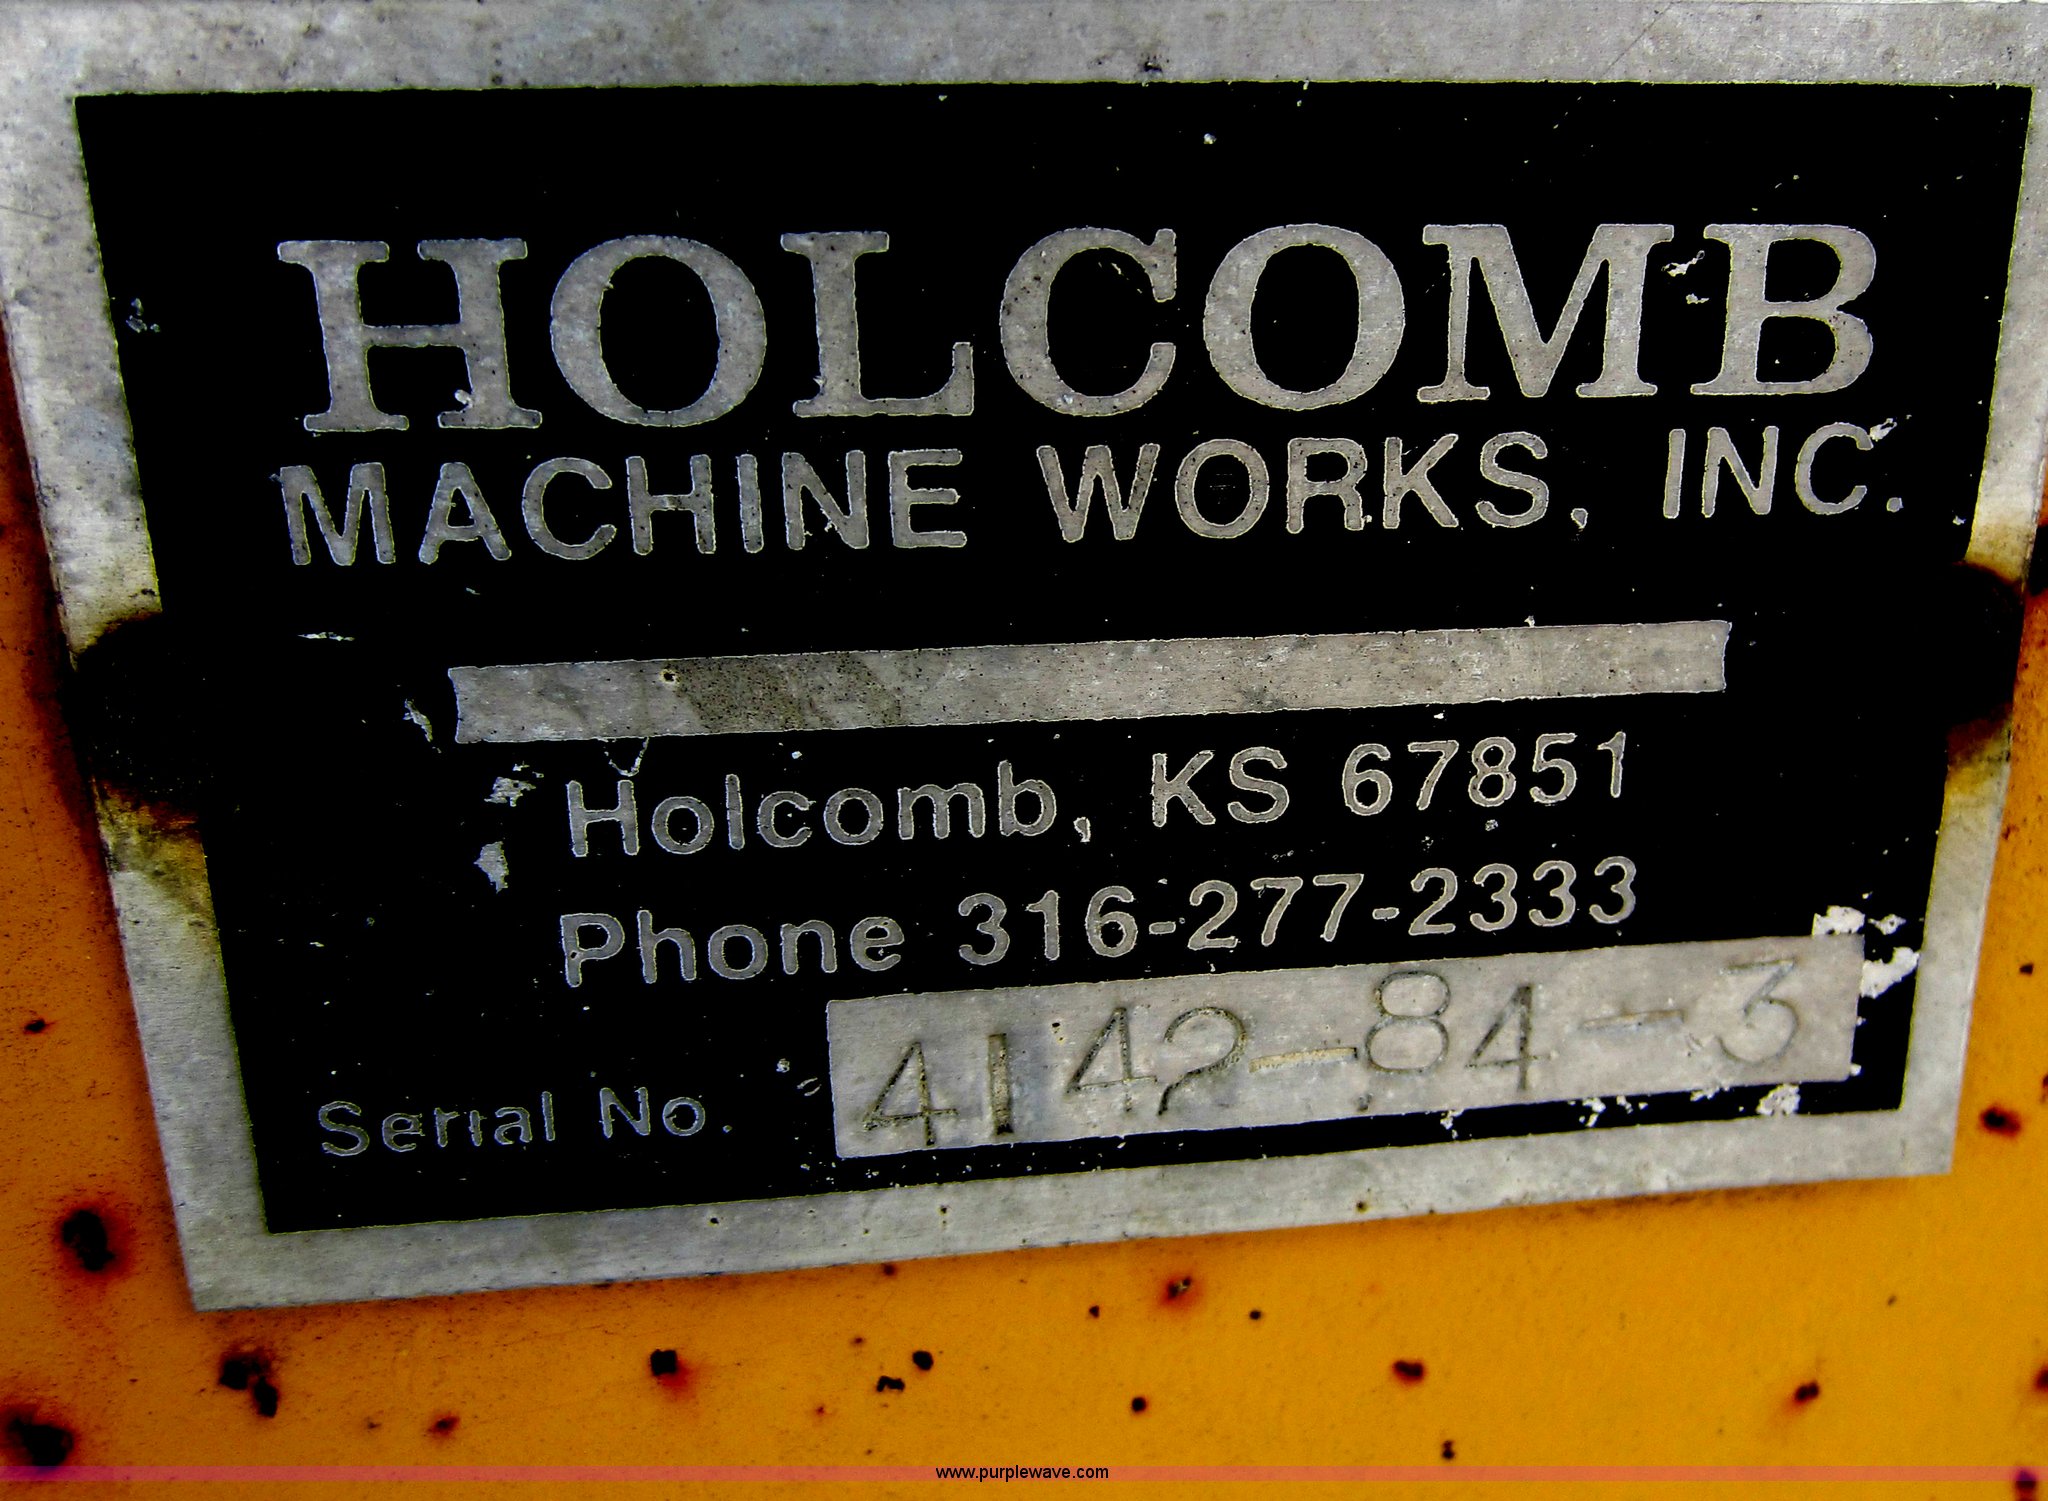 HOLCOMB
MACHINE WORKS, INC.
Holcomb, KS 67851
Phone 316-277-2333
Serial No. 4142-84-3
www.purplewave.com